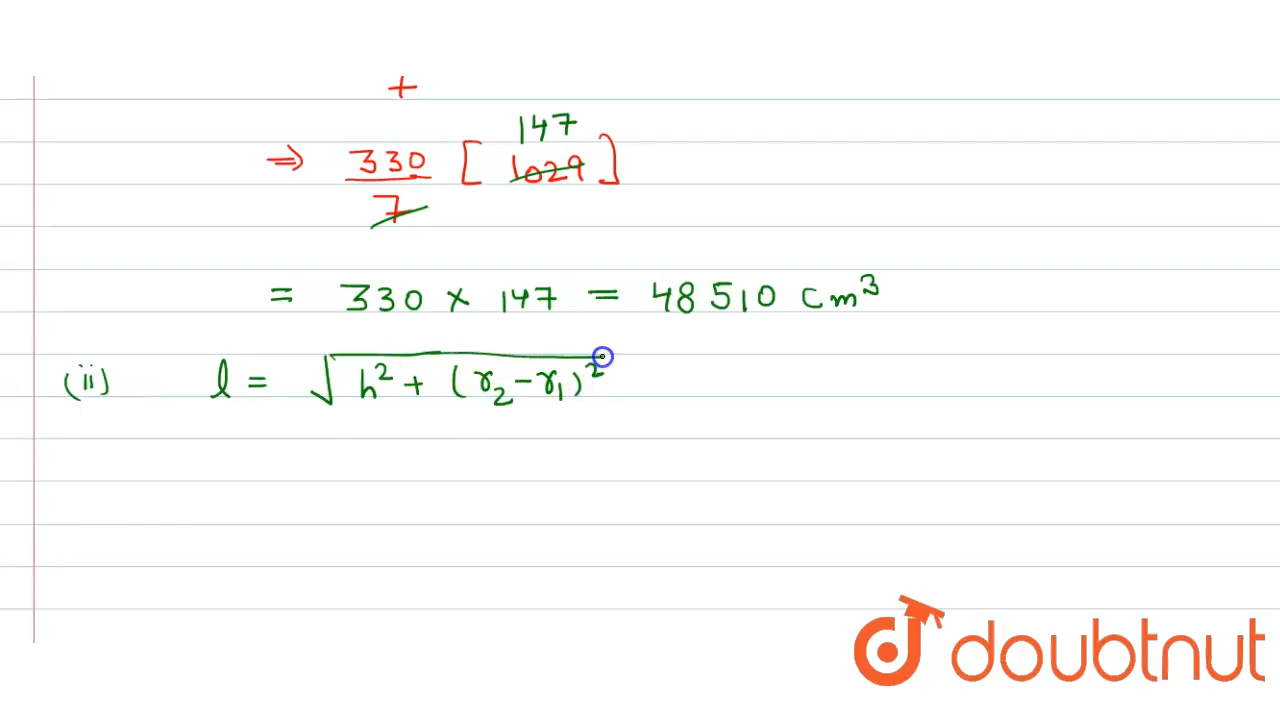 +
⇒ 330/7 [ 1029 ] 147
= 330 × 147 = 48510 cm³
(ii) l = √(h² + (r₂ – r₁)²)
doubtnut